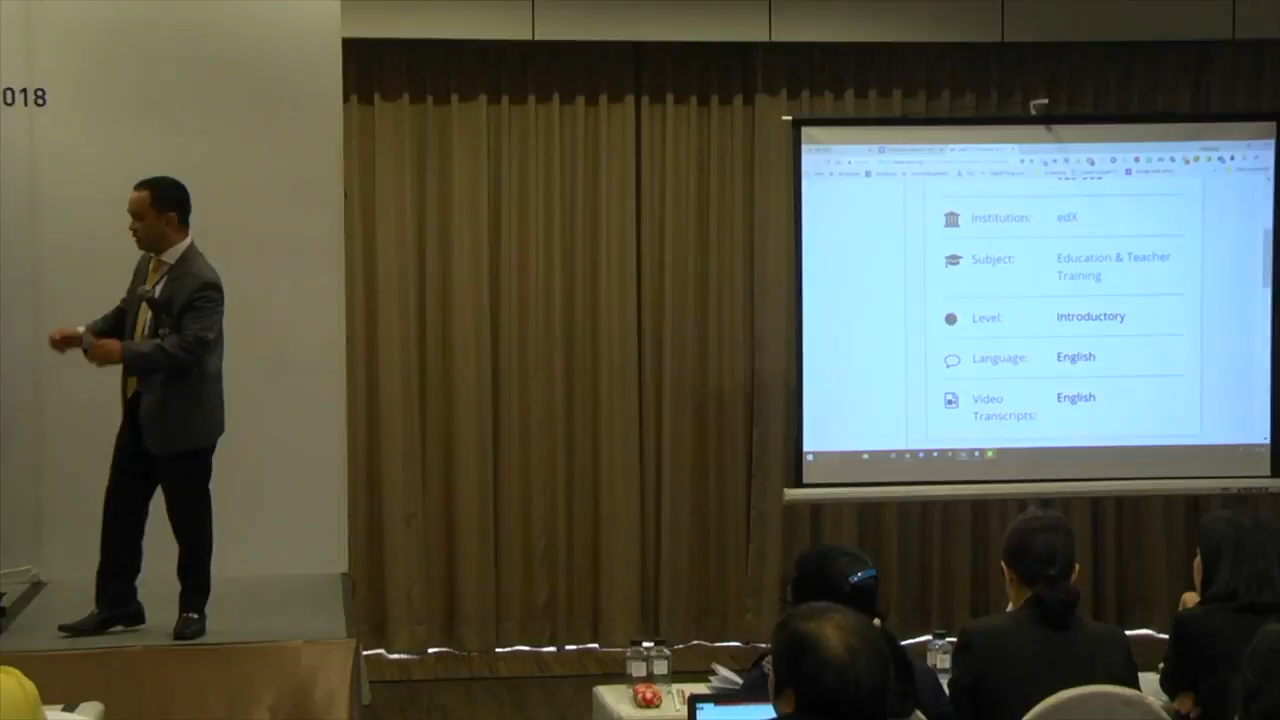 018
Institution: edX
Subject: Education & Teacher
Training
Level: Introductory
Language: English
Video English
Transcripts: